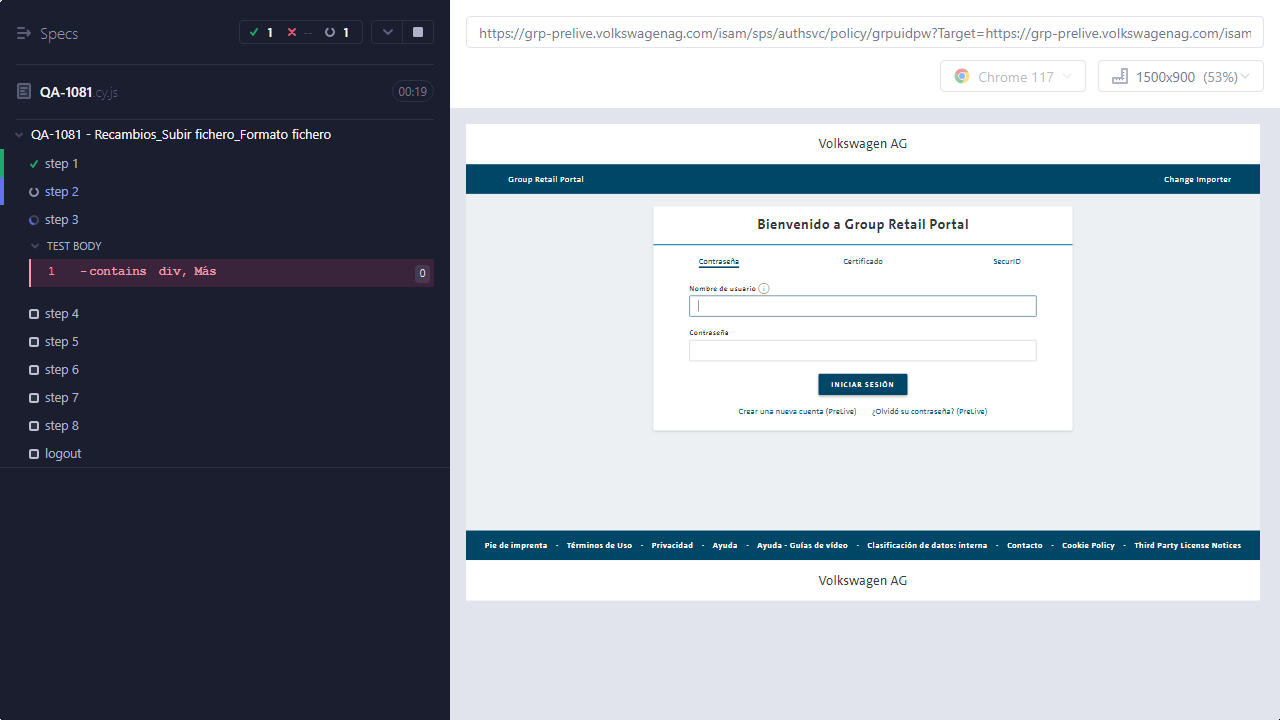 Specs
1 -- 1
QA-1081.cy.js
00:19
QA-1081 - Recambios_Subir fichero_Formato fichero
step 1
step 2
step 3
TEST BODY
1 -contains div, Más 0
step 4
step 5
step 6
step 7
step 8
logout
https://grp-prelive.volkswagenag.com/isam/sps/authsvc/policy/grpuidpw?Target=https://grp-prelive.volkswagenag.com/isam
Chrome 117
1500x900 (53%)
Volkswagen AG
Group Retail Portal
Change Importer
Bienvenido a Group Retail Portal
Contraseña
Certificado
SecurID
Nombre de usuario i
Contraseña
INICIAR SESIÓN
Crear una nueva cuenta (PreLive) ¿Olvidó su contraseña? (PreLive)
Pie de imprenta - Términos de Uso - Privacidad - Ayuda - Ayuda - Guías de vídeo - Clasificación de datos: interna - Contacto - Cookie Policy - Third Party License Notices
Volkswagen AG